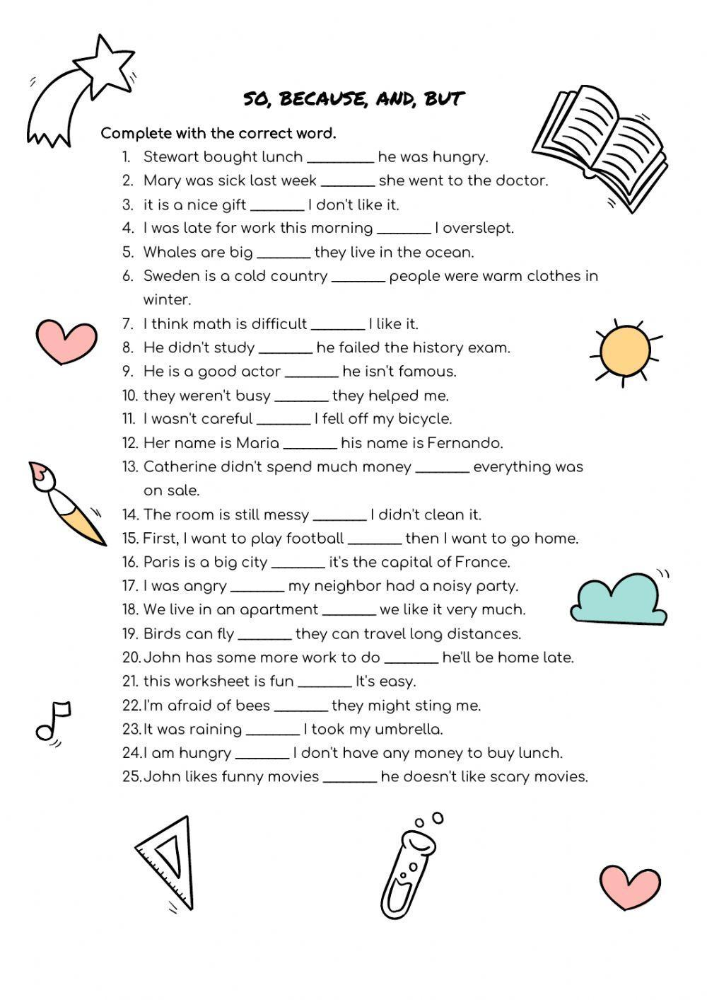 SO, BECAUSE, AND, BUT
Complete with the correct word.
1. Stewart bought lunch _________ he was hungry.
2. Mary was sick last week _______ she went to the doctor.
3. it is a nice gift _______ I don't like it.
4. I was late for work this morning _______ I overslept.
5. Whales are big _______ they live in the ocean.
6. Sweden is a cold country _______ people were warm clothes in
winter.
7. I think math is difficult _______ I like it.
8. He didn't study _______ he failed the history exam.
9. He is a good actor _______ he isn't famous.
10. they weren't busy _______ they helped me.
11. I wasn't careful _______ I fell off my bicycle.
12. Her name is Maria _______ his name is Fernando.
13. Catherine didn't spend much money _______ everything was
on sale.
14. The room is still messy _______ I didn't clean it.
15. First, I want to play football _______ then I want to go home.
16. Paris is a big city _______ it's the capital of France.
17. I was angry _______ my neighbor had a noisy party.
18. We live in an apartment _______ we like it very much.
19. Birds can fly _______ they can travel long distances.
20. John has some more work to do _______ he'll be home late.
21. this worksheet is fun _______ It's easy.
22. I'm afraid of bees _______ they might sting me.
23. It was raining _______ I took my umbrella.
24. I am hungry _______ I don't have any money to buy lunch.
25. John likes funny movies _______ he doesn't like scary movies.